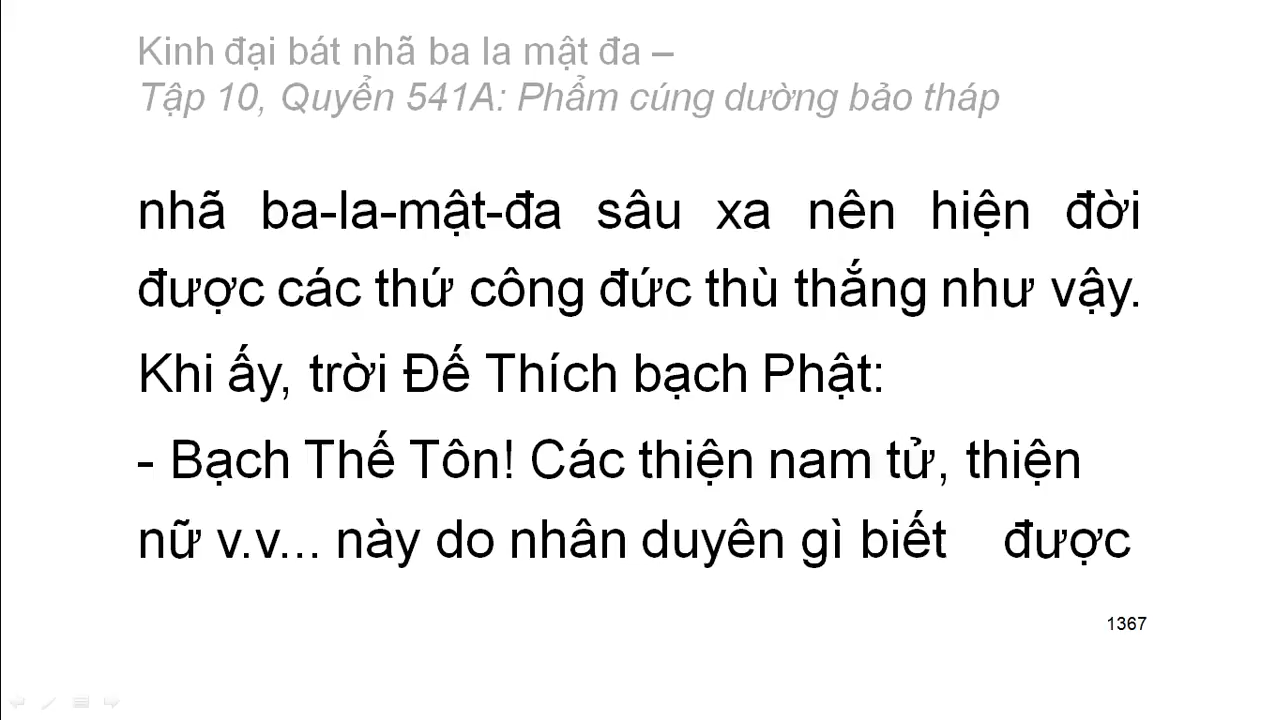 Kinh đại bát nhã ba la mật đa –
Tập 10, Quyển 541A: Phẩm cúng dường bảo tháp
nhã ba-la-mật-đa sâu xa nên hiện đời
được các thứ công đức thù thắng như vậy.
Khi ấy, trời Đế Thích bạch Phật:
- Bạch Thế Tôn! Các thiện nam tử, thiện
nữ v.v... này do nhân duyên gì biết được
1367